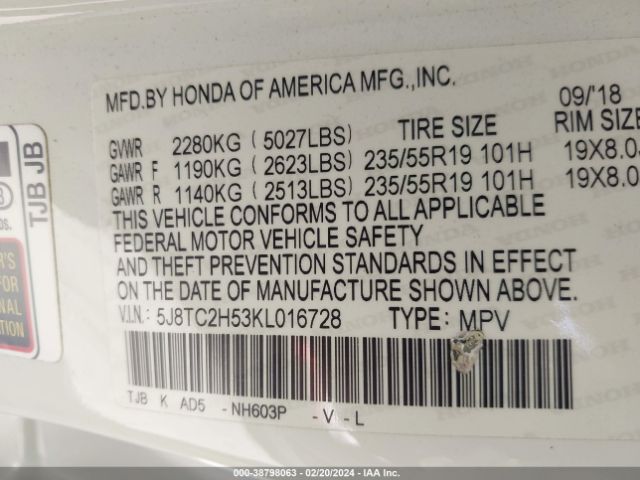 MFD.BY HONDA OF AMERICA MFG.,INC.
09/'18
GVWR 2280KG (5027LBS) TIRE SIZE RIM SIZE
GAWR F 1190KG (2623LBS) 235/55R19 101H 19X8.0
GAWR R 1140KG (2513LBS) 235/55R19 101H 19X8.0
THIS VEHICLE CONFORMS TO ALL APPLICABLE
FEDERAL MOTOR VEHICLE SAFETY
AND THEFT PREVENTION STANDARDS IN EFFECT
ON THE DATE OF MANUFACTURE SHOWN ABOVE.
V.I.N.: 5J8TC2H53KL016728 TYPE: MPV
TJB K AD5 -NH603P -V-L
TJB JB
000-38798063 - 02/20/2024 - IAA Inc.